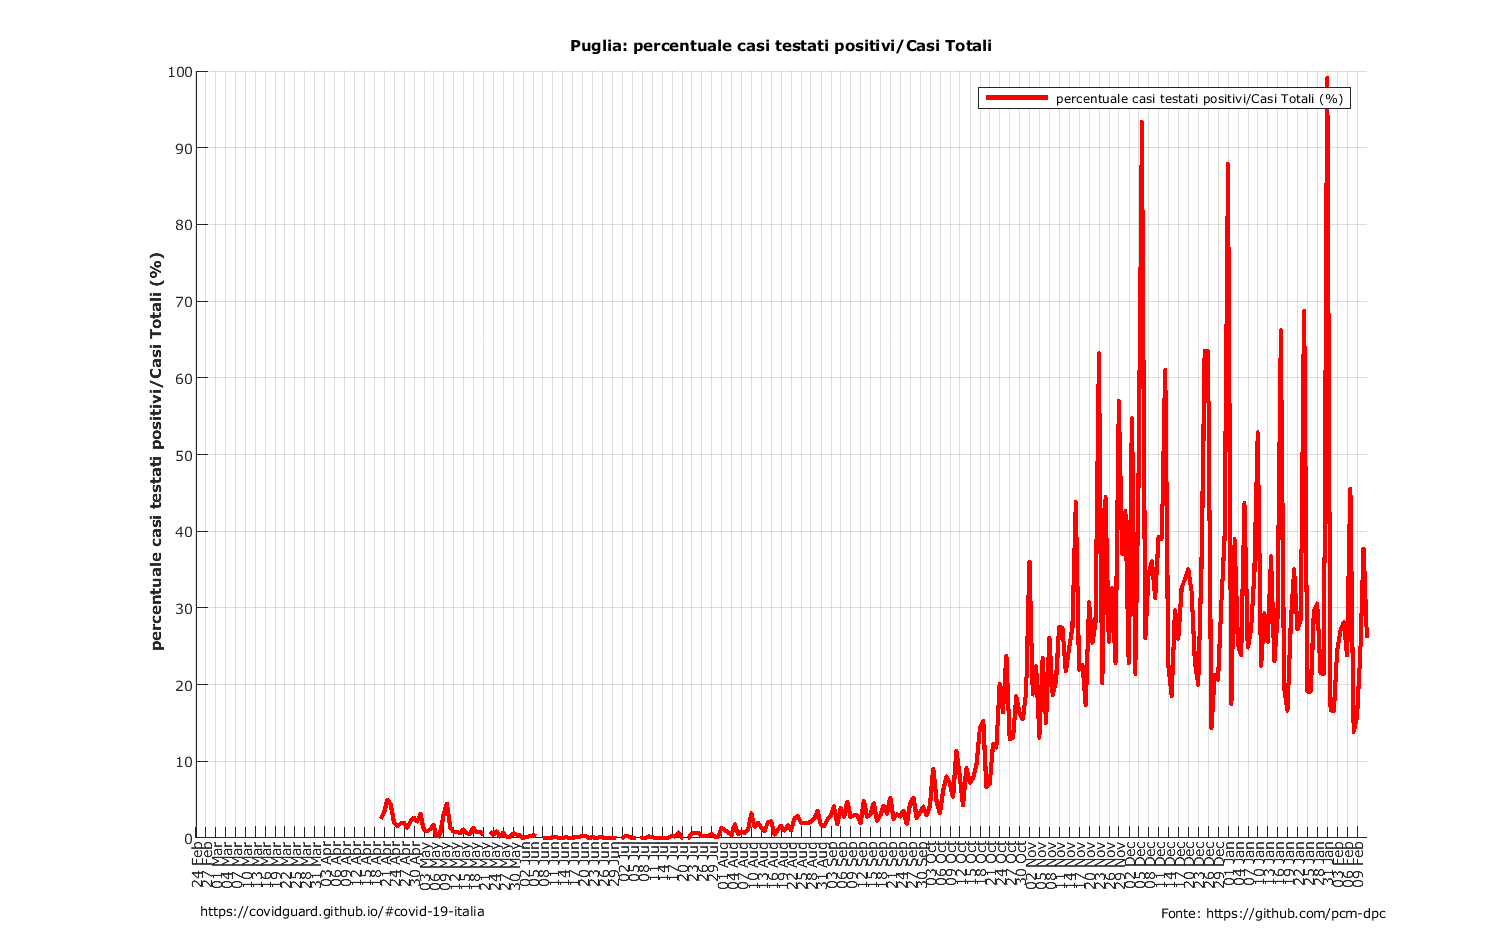 Puglia: percentuale casi testati positivi/Casi Totali
percentuale casi testati positivi/Casi Totali (%)
percentuale casi testati positivi/Casi Totali (%)
100
90
80
70
60
50
40
30
20
10
0
24 Feb
27 Feb
01 Mar
04 Mar
07 Mar
10 Mar
13 Mar
16 Mar
19 Mar
22 Mar
25 Mar
28 Mar
31 Mar
03 Apr
06 Apr
09 Apr
12 Apr
15 Apr
18 Apr
21 Apr
24 Apr
27 Apr
30 Apr
03 May
06 May
09 May
12 May
15 May
18 May
21 May
24 May
27 May
30 May
02 Jun
05 Jun
08 Jun
11 Jun
14 Jun
17 Jun
20 Jun
23 Jun
26 Jun
29 Jun
02 Jul
05 Jul
08 Jul
11 Jul
14 Jul
17 Jul
20 Jul
23 Jul
26 Jul
29 Jul
01 Aug
04 Aug
07 Aug
10 Aug
13 Aug
16 Aug
19 Aug
22 Aug
25 Aug
28 Aug
31 Aug
03 Sep
06 Sep
09 Sep
12 Sep
15 Sep
18 Sep
21 Sep
24 Sep
27 Sep
30 Sep
03 Oct
06 Oct
09 Oct
12 Oct
15 Oct
18 Oct
21 Oct
24 Oct
27 Oct
30 Oct
02 Nov
05 Nov
08 Nov
11 Nov
14 Nov
17 Nov
20 Nov
23 Nov
26 Nov
29 Nov
02 Dec
05 Dec
08 Dec
11 Dec
14 Dec
17 Dec
20 Dec
23 Dec
26 Dec
29 Dec
01 Jan
04 Jan
07 Jan
10 Jan
13 Jan
16 Jan
19 Jan
22 Jan
25 Jan
28 Jan
31 Jan
03 Feb
06 Feb
09 Feb
https://covidguard.github.io/#covid-19-italia
Fonte: https://github.com/pcm-dpc